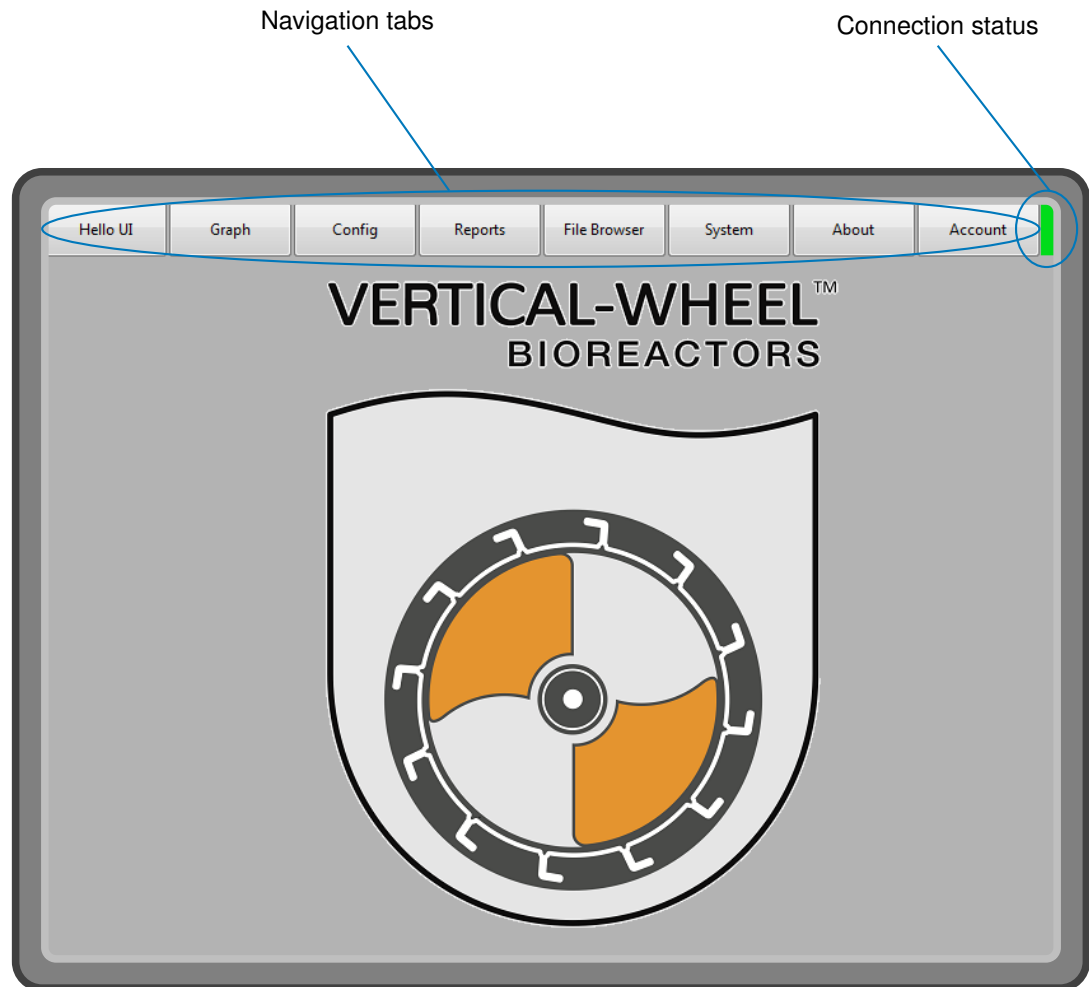 Navigation tabs
Connection status
Hello UI
Graph
Config
Reports
File Browser
System
About
Account
VERTICAL-WHEEL™
BIOREACTORS